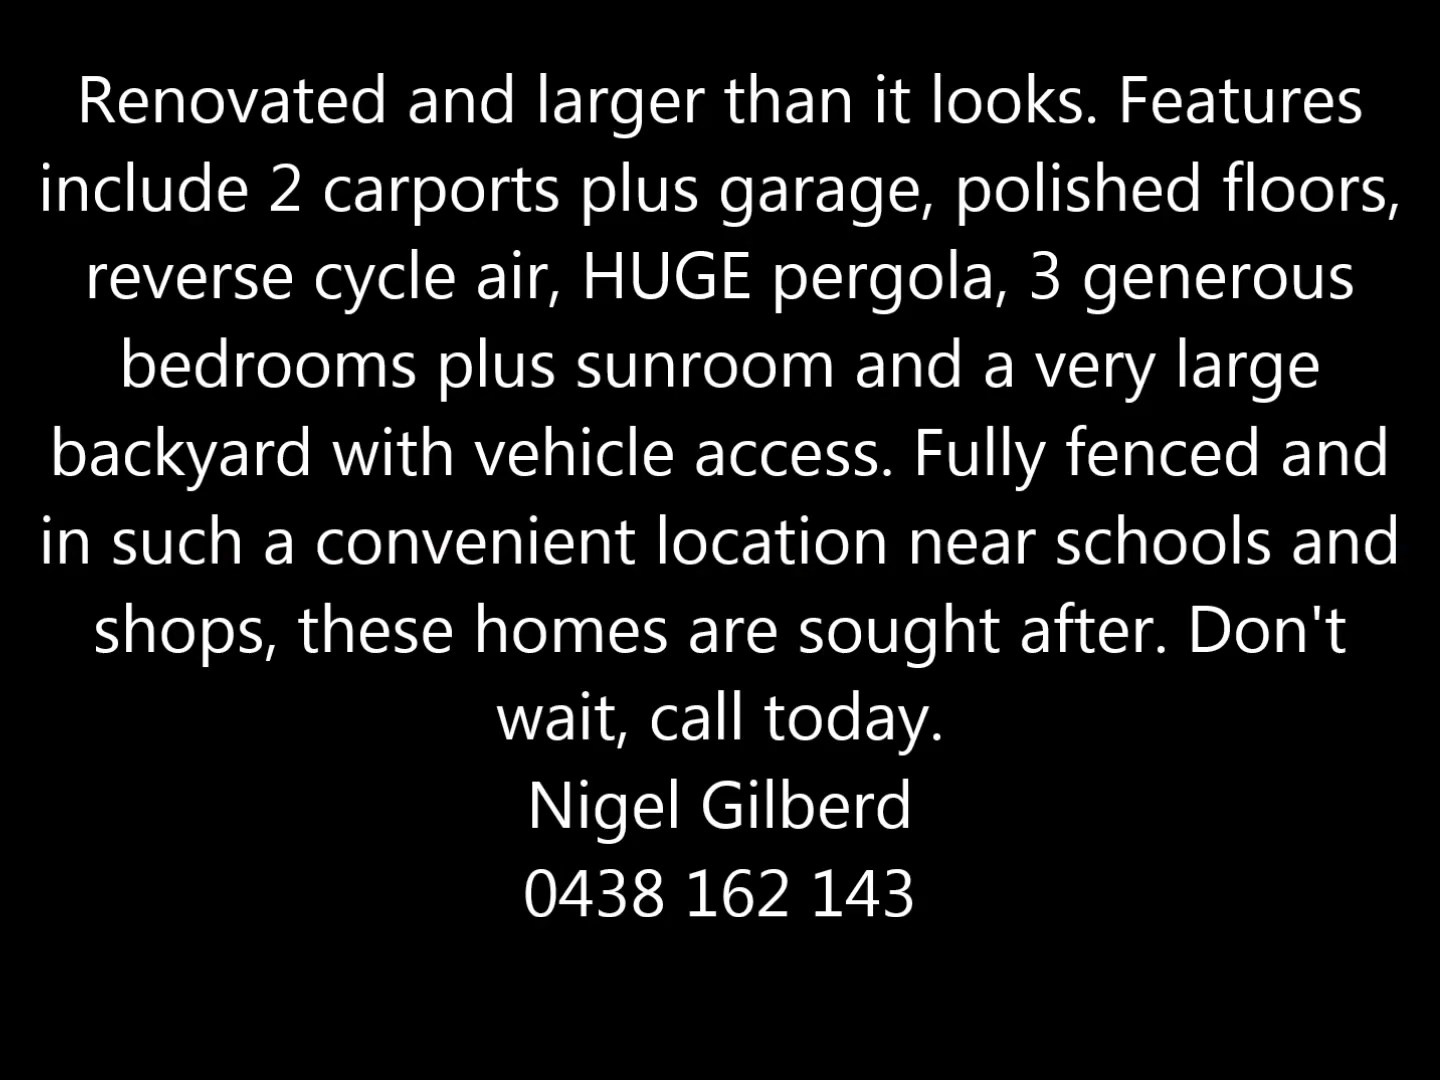 Renovated and larger than it looks. Features
include 2 carports plus garage, polished floors,
reverse cycle air, HUGE pergola, 3 generous
bedrooms plus sunroom and a very large
backyard with vehicle access. Fully fenced and
in such a convenient location near schools and
shops, these homes are sought after. Don't
wait, call today.
Nigel Gilberd
0438 162 143